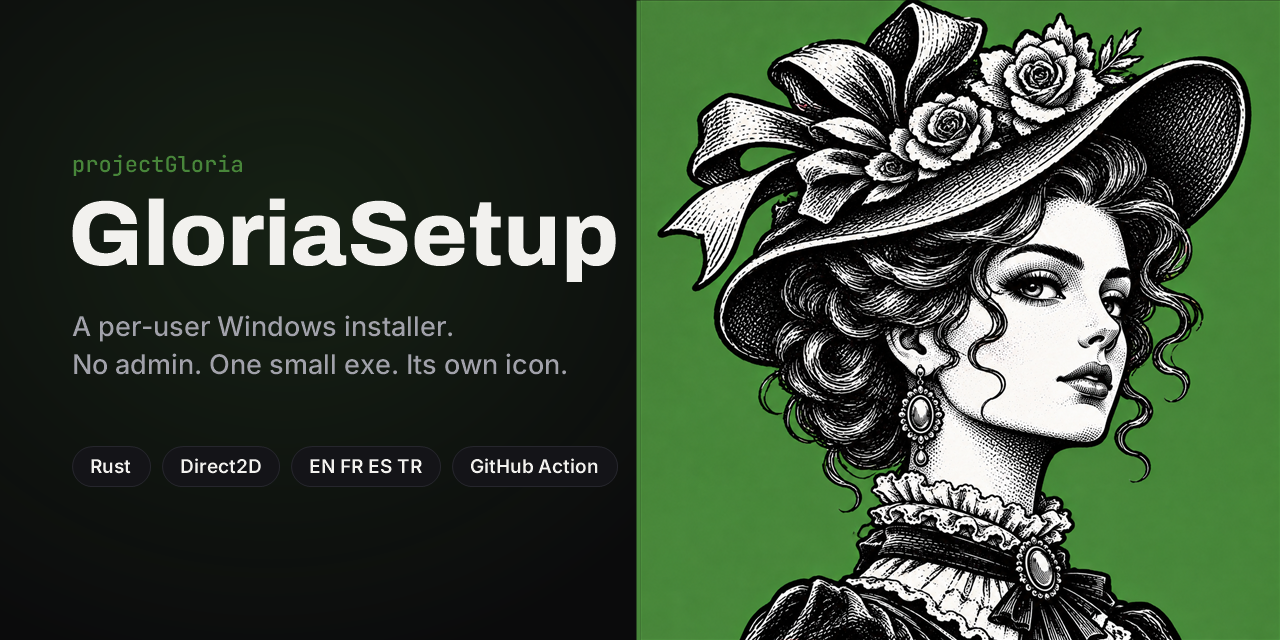 projectGloria
GloriaSetup
A per-user Windows installer.
No admin. One small exe. Its own icon.
Rust
Direct2D
EN FR ES TR
GitHub Action